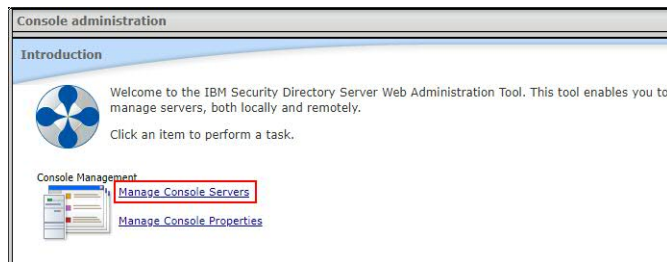 Console administration
Introduction
Welcome to the IBM Security Directory Server Web Administration Tool. This tool enables you to
manage servers, both locally and remotely.
Click an item to perform a task.
Console Management
Manage Console Servers
Manage Console Properties